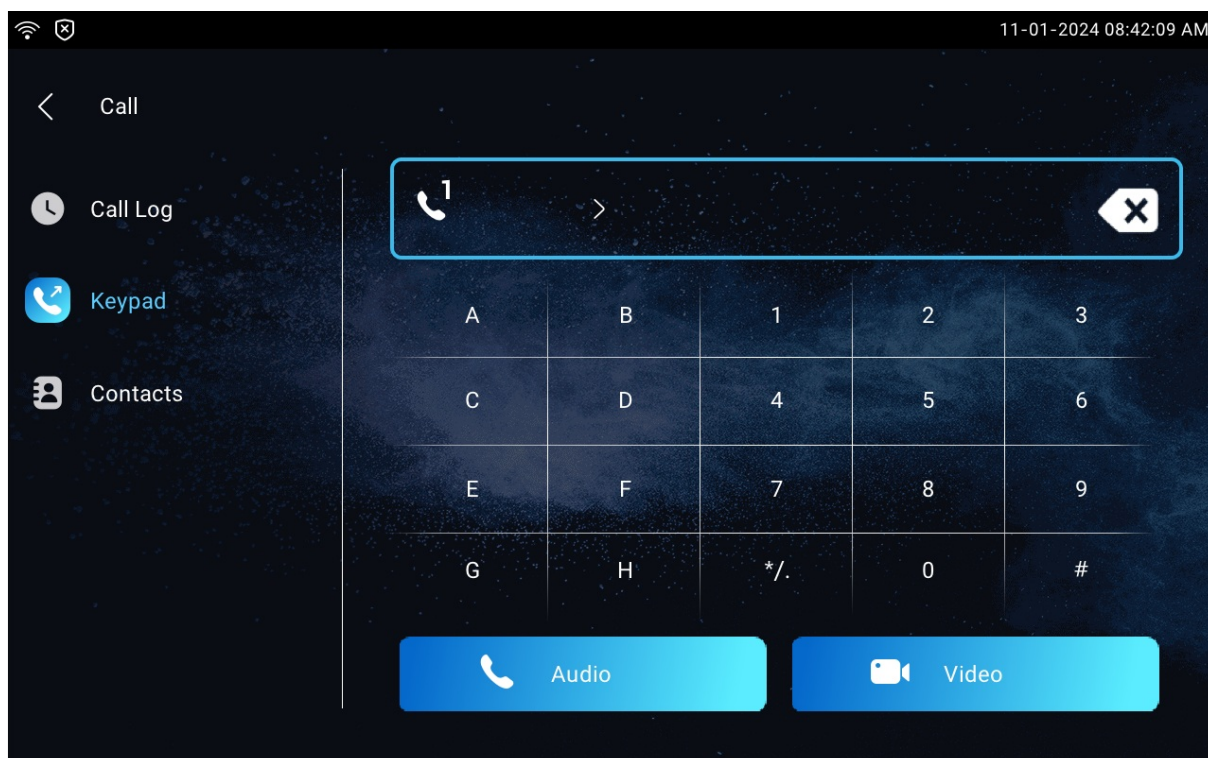 11-01-2024 08:42:09 AM
Call
Call Log
Keypad
Contacts
1
A B 1 2 3
C D 4 5 6
E F 7 8 9
G H */. 0 #
Audio Video